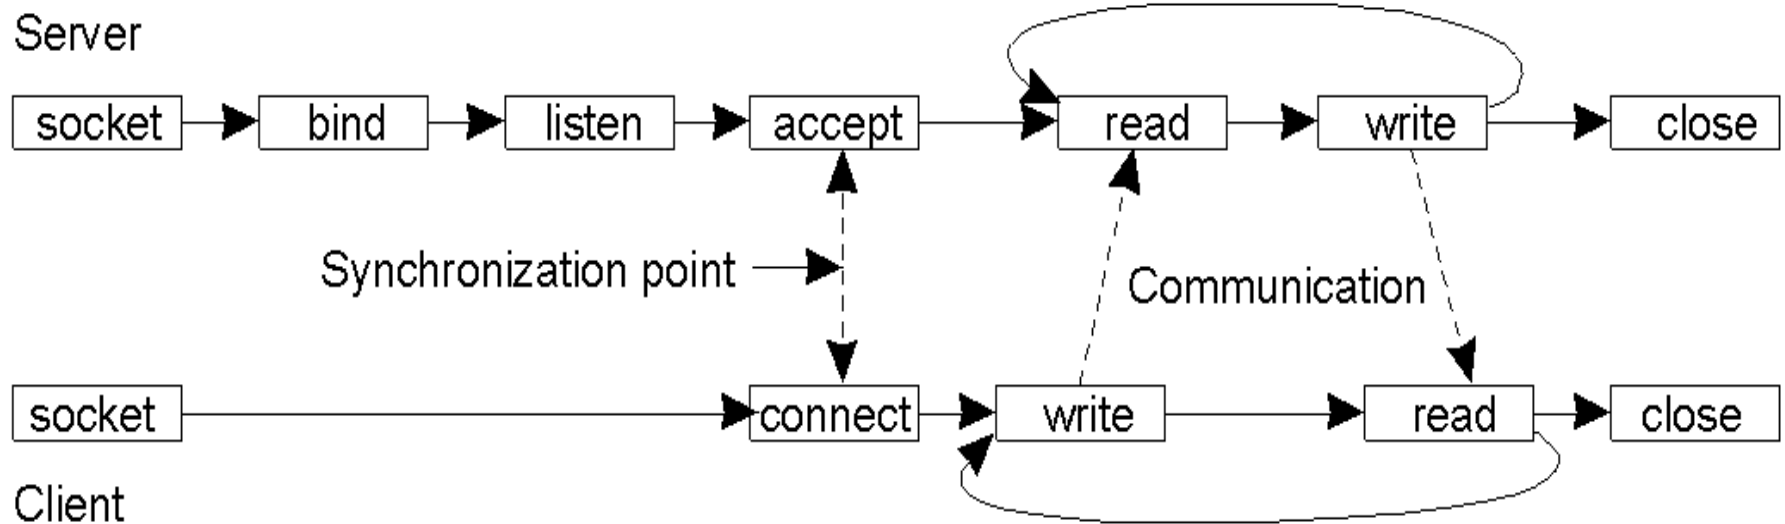 Server
socket bind listen accept read write close
Synchronization point
Communication
socket connect write read close
Client